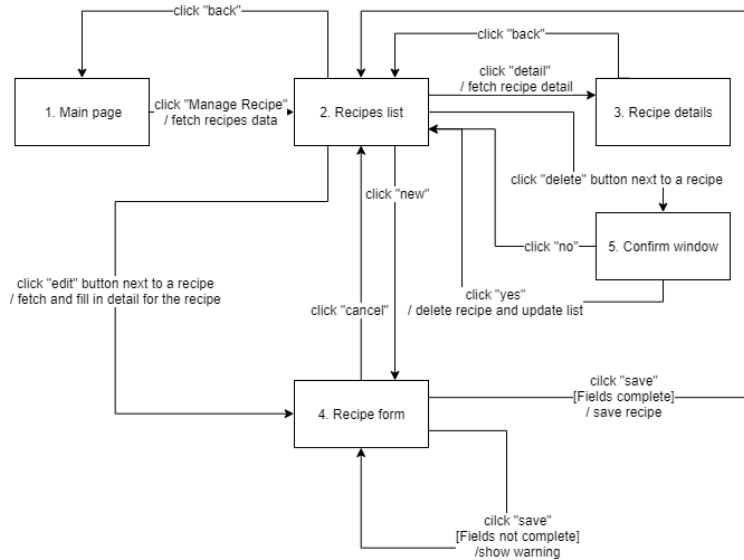 click "back"
click "back"
click "detail"
/ fetch recipe detail
1. Main page
click "Manage Recipe"
/ fetch recipes data
2. Recipes list
3. Recipe details
click "delete" button next to a recipe
click "new"
click "no"
5. Confirm window
click "edit" button next to a recipe
/ fetch and fill in detail for the recipe
click "yes"
/ delete recipe and update list
click "cancel"
4. Recipe form
cilck "save"
[Fields complete]
/ save recipe
cilck "save"
[Fields not complete]
/show warning